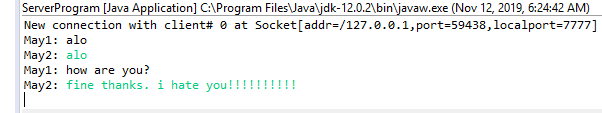 ServerProgram [Java Application] C:\Program Files\Java\jdk-12.0.2\bin\javaw.exe (Nov 12, 2019, 6:24:42 AM)
New connection with client# 0 at Socket[addr=/127.0.0.1,port=59438,localport=7777]
May1: alo
May2: alo
May1: how are you?
May2: fine thanks. i hate you!!!!!!!!!!